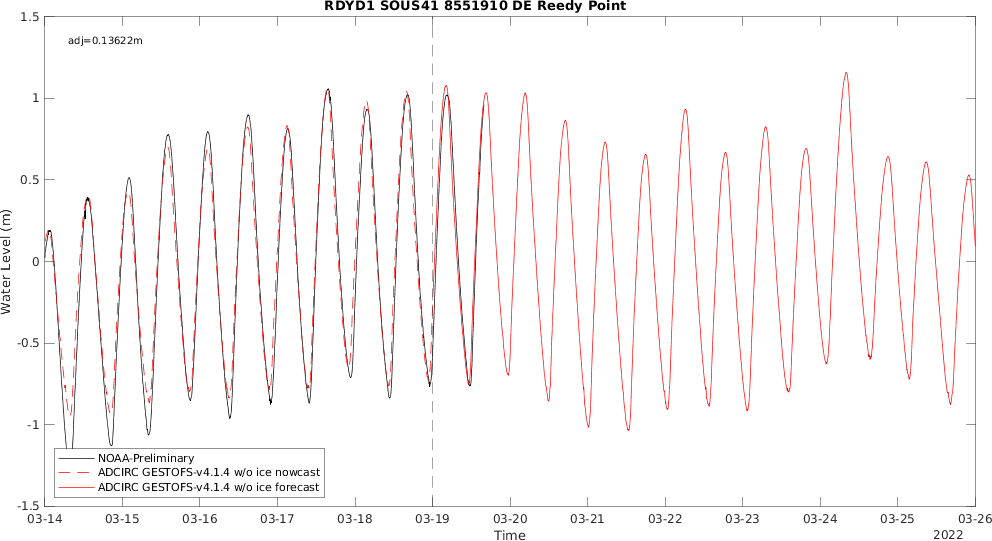 RDYD1 SOUS41 8551910 DE Reedy Point
adj=0.13622m
Water Level (m)
1.5
1
0.5
0
-0.5
-1
-1.5
NOAA-Preliminary
ADCIRC GESTOFS-v4.1.4 w/o ice nowcast
ADCIRC GESTOFS-v4.1.4 w/o ice forecast
03-14 03-15 03-16 03-17 03-18 03-19 03-20 03-21 03-22 03-23 03-24 03-25 03-26
Time
2022